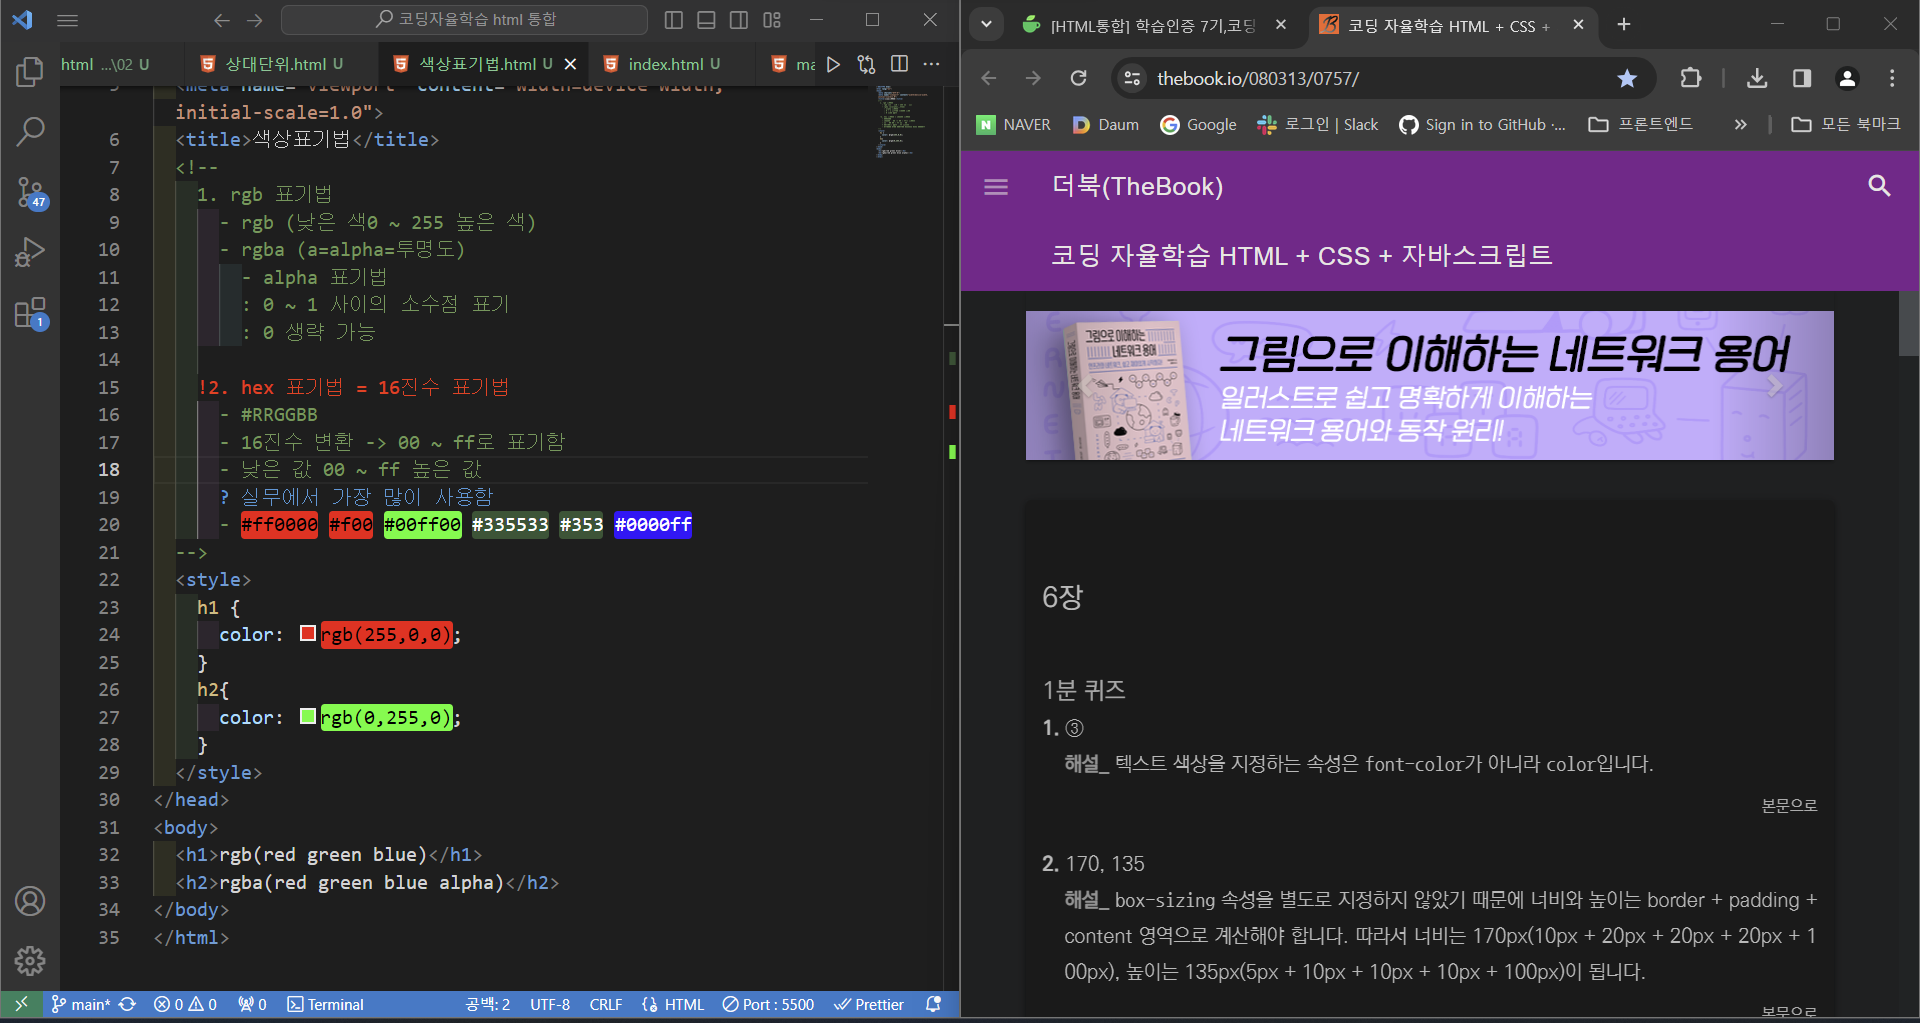 코딩자율학습 html 통합
html ...\02 U
상대단위.html U
색상표기법.html U
index.html U
initial-scale=1.0">
6 <title>색상표기법</title>
7 <!--
8 1. rgb 표기법
9 - rgb (낮은 색0 ~ 255 높은 색)
10 - rgba (a=alpha=투명도)
11 - alpha 표기법
12 : 0 ~ 1 사이의 소수점 표기
13 : 0 생략 가능
14
15 !2. hex 표기법 = 16진수 표기법
16 - #RRGGBB
17 - 16진수 변환 -> 00 ~ ff로 표기함
18 - 낮은 값 00 ~ ff 높은 값
19 ? 실무에서 가장 많이 사용함
20 - #ff0000 #f00 #00ff00 #335533 #353 #0000ff
21 -->
22 <style>
23 h1 {
24 color: rgb(255,0,0);
25 }
26 h2{
27 color: rgb(0,255,0);
28 }
29 </style>
30 </head>
31 <body>
32 <h1>rgb(red green blue)</h1>
33 <h2>rgba(red green blue alpha)</h2>
34 </body>
35 </html>
47
1
main* 0 0 0 Terminal 공백: 2 UTF-8 CRLF HTML Port : 5500 Prettier
[HTML통합] 학습인증 7기,코딩
코딩 자율학습 HTML + CSS +
thebook.io/080313/0757/
NAVER Daum Google 로그인 | Slack Sign in to GitHub ·... 프론트엔드 » 모든 북마크
더북(TheBook)
코딩 자율학습 HTML + CSS + 자바스크립트
그림으로 이해하는
네트워크 용어
그림으로 이해하는 네트워크 용어
일러스트로 쉽고 명확하게 이해하는
네트워크 용어와 동작 원리!
6장
1분 퀴즈
1. ③
해설_ 텍스트 색상을 지정하는 속성은 font-color가 아니라 color입니다.
본문으로
2. 170, 135
해설_ box-sizing 속성을 별도로 지정하지 않았기 때문에 너비와 높이는 border + padding +
content 영역으로 계산해야 합니다. 따라서 너비는 170px(10px + 20px + 20px + 20px + 1
00px), 높이는 135px(5px + 10px + 10px + 10px + 100px)이 됩니다.
본문으로